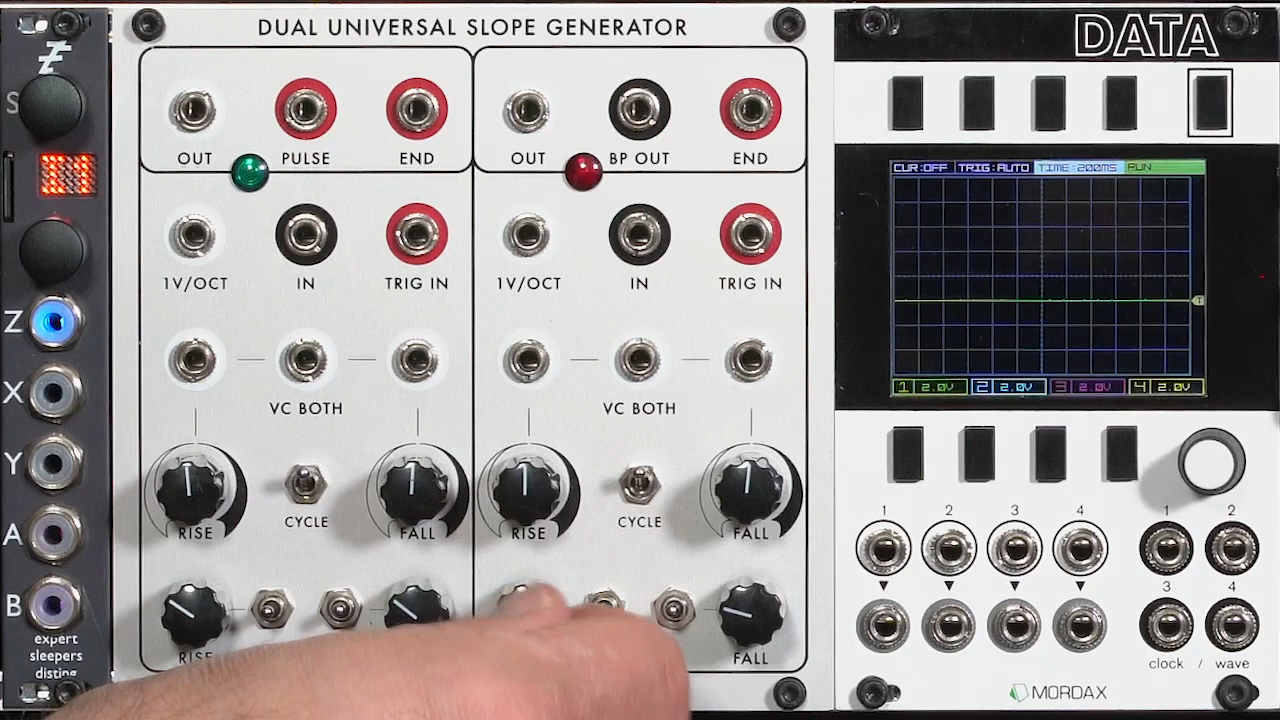 DUAL UNIVERSAL SLOPE GENERATOR
DATA
S
OUT PULSE END OUT BP OUT END
CUR:OFF TRIG:AUTO TIME=200MS RUN
1V/OCT IN TRIG IN 1V/OCT IN TRIG IN
T
Z
X
1 2.0V 2 2.0V 3 2.0V 4 2.0V
VC BOTH VC BOTH
Y
RISE CYCLE FALL RISE CYCLE FALL
1 2 3 4 1 2
A
3 4
B
expert
sleepers
disting
FALL
clock / wave
MORDAX